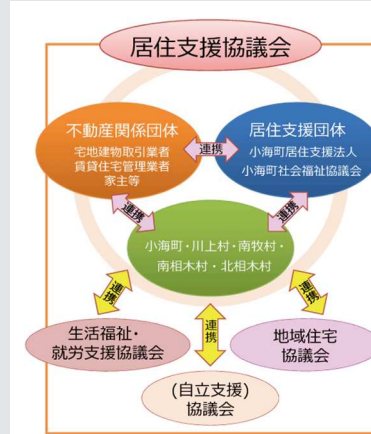 居住支援協議会
不動産関係団体
宅地建物取引業者
賃貸住宅管理業者
家主等
連携
居住支援団体
小海町居住支援法人
小海町社会福祉協議会
連携
連携
小海町・川上村・南牧村・
南相木村・北相木村
連携
連携
連携
生活福祉・
就労支援協議会
(自立支援)
協議会
地域住宅
協議会